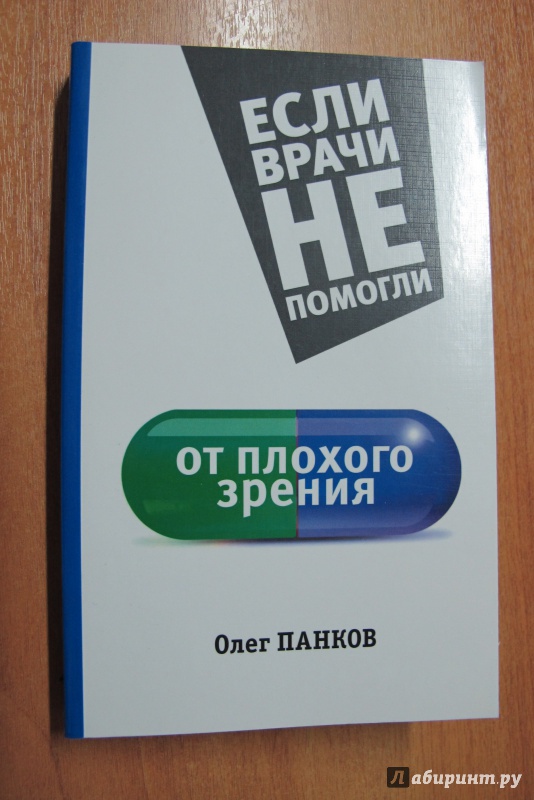 ЕСЛИ
ВРАЧИ
НЕ
ПОМОГЛИ
ОТ ПЛОХОГО
ЗРЕНИЯ
Олег ПАНКОВ
Лабиринт.ру